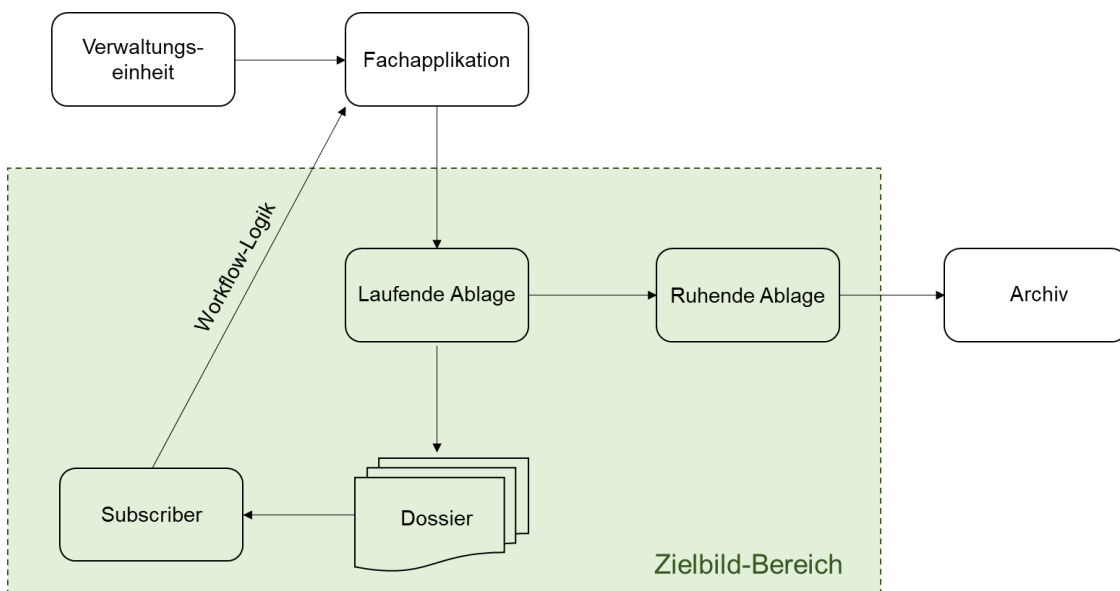 Verwaltungs-
einheit
Fachapplikation
Workflow-Logik
Laufende Ablage
Ruhende Ablage
Archiv
Subscriber
Dossier
Zielbild-Bereich